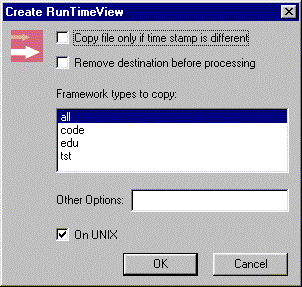 Create RunTimeView
Copy file only if time stamp is different
Remove destination before processing
Framework types to copy:
all
code
edu
tst
Other Options:
On UNIX
OK Cancel